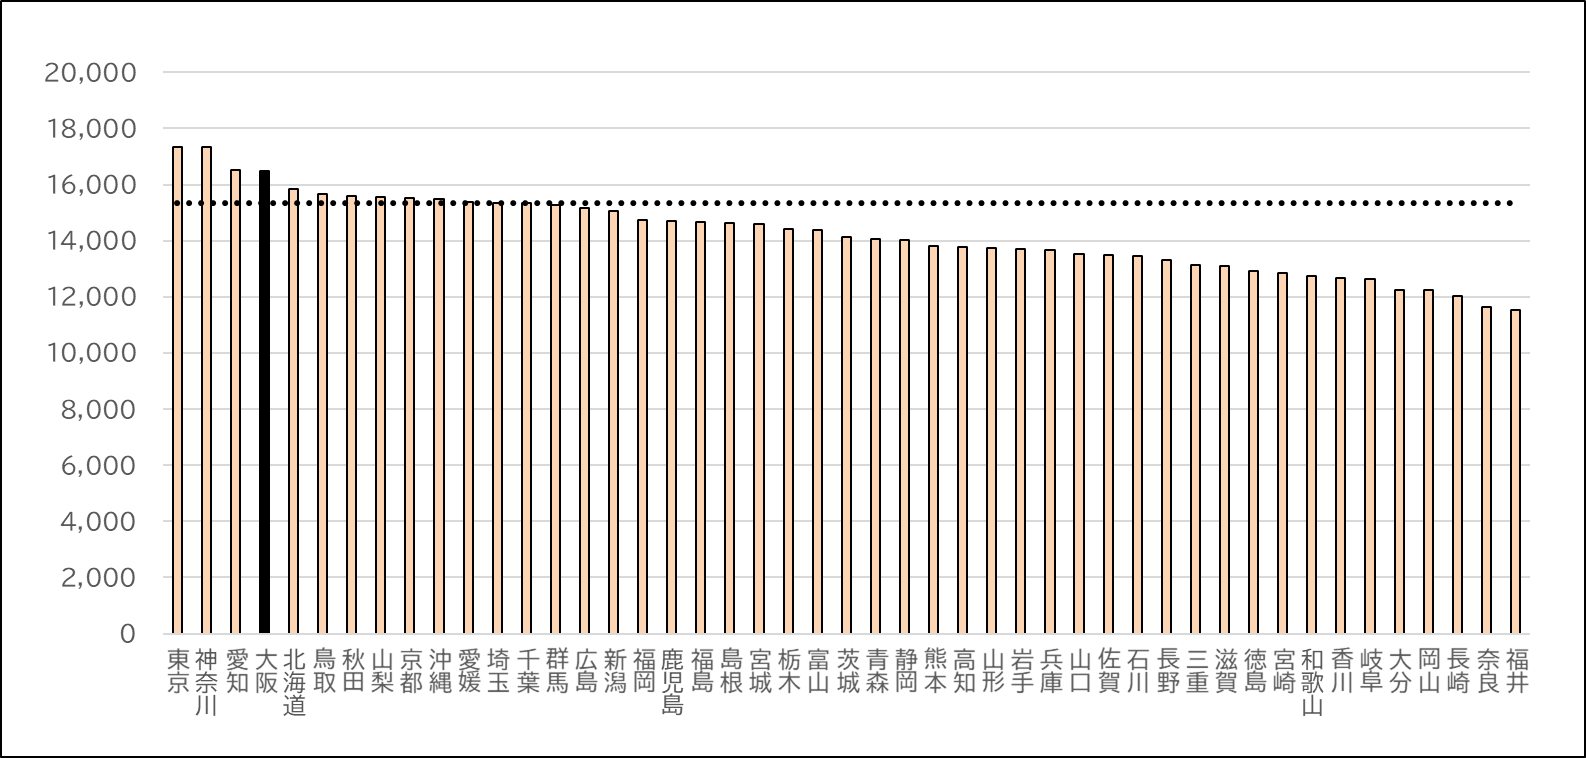 20,000
18,000
16,000
14,000
12,000
10,000
8,000
6,000
4,000
2,000
0
東京
神奈川
愛知
大阪
北海道
鳥取
秋田
山梨
京都
沖縄
愛媛
埼玉
千葉
群馬
広島
新潟
福岡
鹿児島
福島
島根
宮城
栃木
富山
茨城
青森
静岡
熊本
高知
山形
岩手
兵庫
山口
佐賀
石川
長野
三重
滋賀
徳島
宮崎
和歌山
香川
岐阜
大分
岡山
長崎
奈良
福井